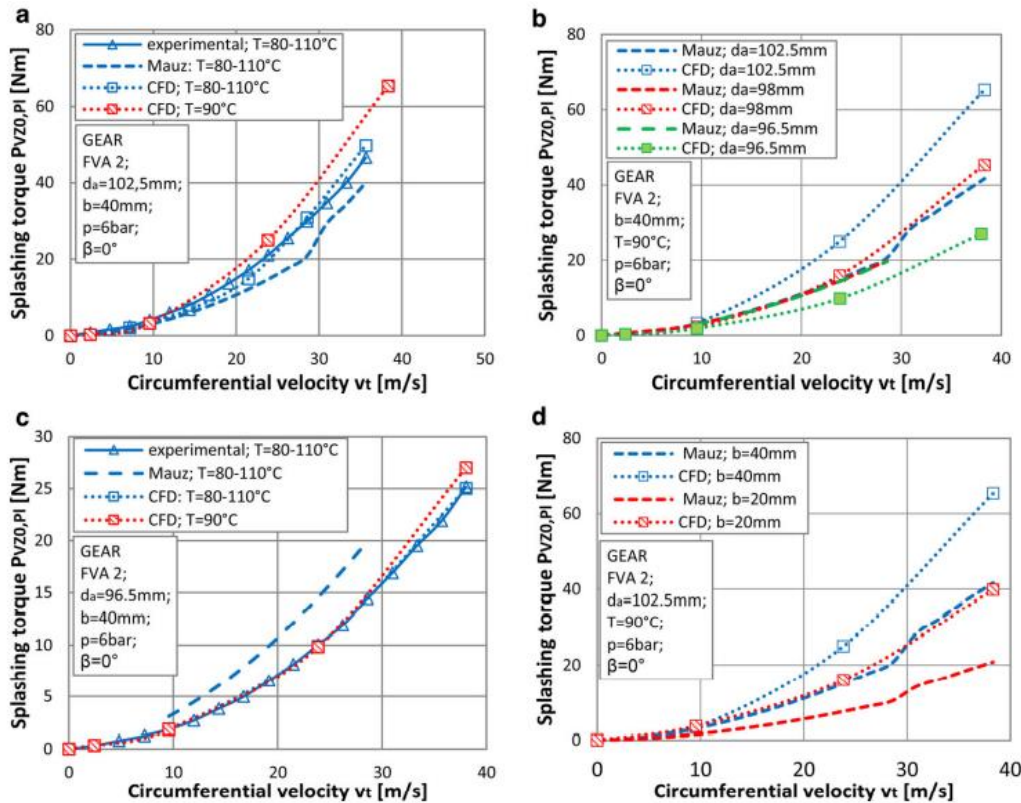 a
Splashing torque PVZ0,Pl [Nm]
80
60
40
20
0
experimental; T=80-110°C
Mauz: T=80-110°C
CFD; T=80-110°C
CFD; T=90°C
GEAR
FVA 2;
da=102,5mm;
b=40mm;
p=6bar;
β=0°
0 10 20 30 40 50
Circumferential velocity vt [m/s]
b
Splashing torque PVZ0,Pl [Nm]
80
60
40
20
0
Mauz; da=102.5mm
CFD; da=102.5mm
Mauz; da=98mm
CFD; da=98mm
Mauz; da=96.5mm
CFD; da=96.5mm
GEAR
FVA 2;
b=40mm;
T=90°C;
p=6bar;
β=0°
0 10 20 30 40
Circumferential velocity vt [m/s]
c
Splashing torque PVZ0,Pl [Nm]
30
25
20
15
10
5
0
experimental; T=80-110°C
Mauz; T=80-110°C
CFD: T=80-110°C
CFD; T=90°C
GEAR
FVA 2;
da=96.5mm;
b=40mm;
p=6bar;
β=0°
0 10 20 30 40
Circumferential velocity vt [m/s]
d
Splashing torque PVZ0,Pl [Nm]
80
60
40
20
0
Mauz; b=40mm
CFD; b=40mm
Mauz; b=20mm
CFD; b=20mm
GEAR
FVA 2;
da=102.5mm;
T=90°C;
p=6bar;
β=0°
0 10 20 30 40
Circumferential velocity vt [m/s]